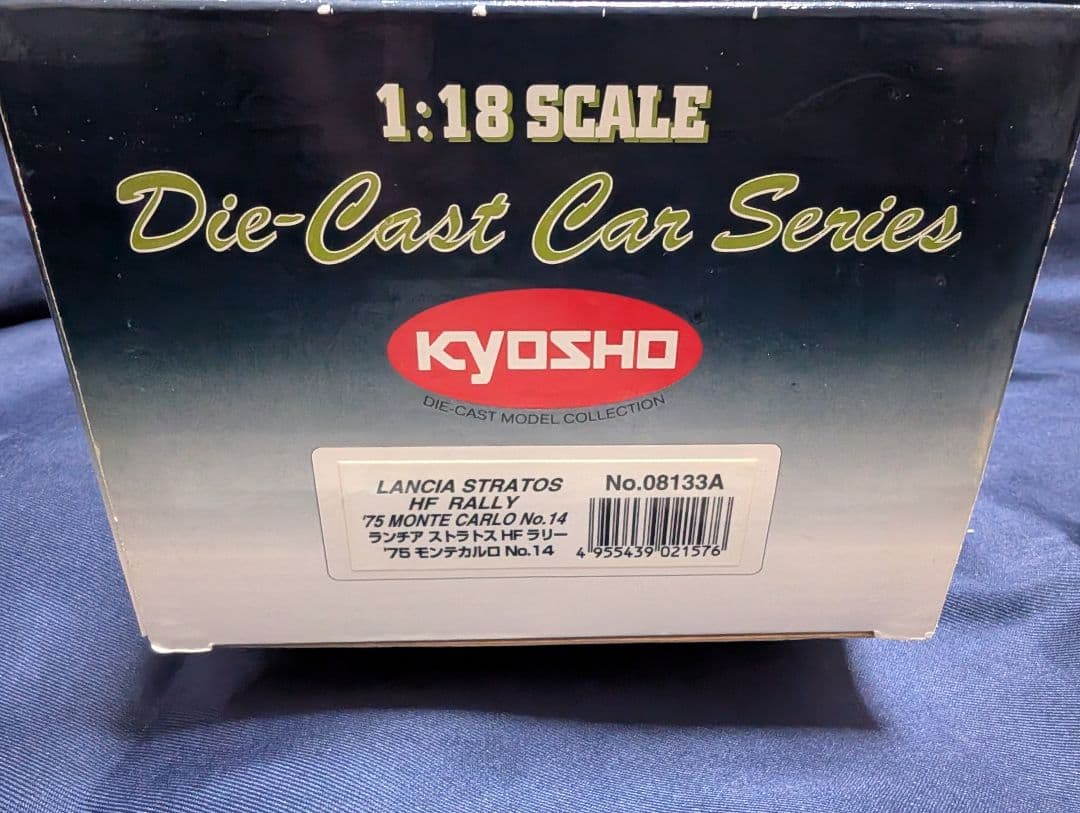 1:18 SCALE
Die-Cast Car Series
KYOSHO
DIE-CAST MODEL COLLECTION
LANCIA STRATOS
HF RALLY
'75 MONTE CARLO No.14
ランチア ストラトス HF ラリー
'75 モンテカルロ No.14
No.08133A
4 955439 021576